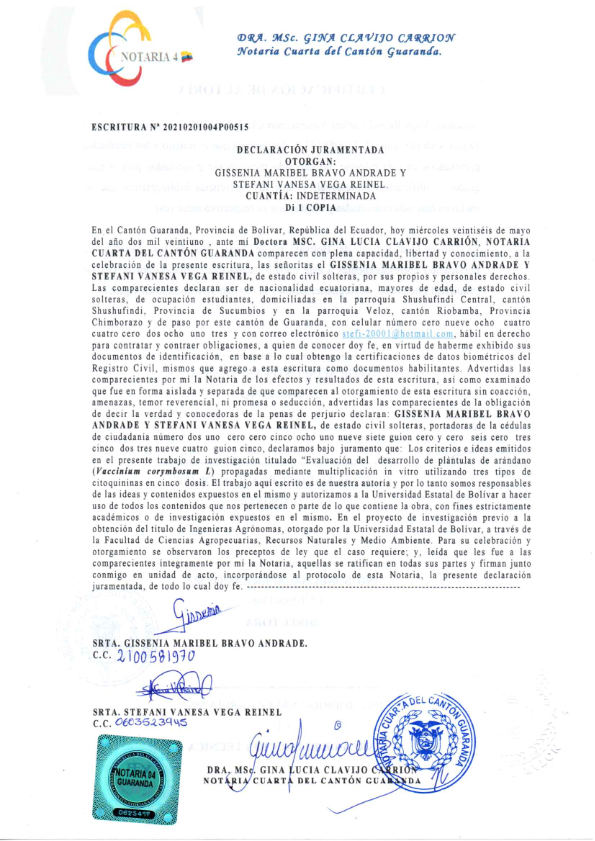 DRA. MSc. GINA CLAVIJO CARRION
Notaria Cuarta del Cantón Guaranda.
NOTARIA 4
ESCRITURA Nº 20210201004P00515
DECLARACIÓN JURAMENTADA
OTORGAN:
GISSENIA MARIBEL BRAVO ANDRADE Y
STEFANI VANESA VEGA REINEL.
CUANTÍA: INDETERMINADA
Di 1 COPIA
En el Cantón Guaranda, Provincia de Bolívar, República del Ecuador, hoy miércoles veintiséis de mayo
del año dos mil veintiuno , ante mi Doctora MSC. GINA LUCIA CLAVIJO CARRIÓN, NOTARIA
CUARTA DEL CANTÓN GUARANDA comparecen con plena capacidad, libertad y conocimiento, a la
celebración de la presente escritura, las señoritas el GISSENIA MARIBEL BRAVO ANDRADE Y
STEFANI VANESA VEGA REINEL, de estado civil solteras, por sus propios y personales derechos.
Las comparecientes declaran ser de nacionalidad ecuatoriana, mayores de edad, de estado civil
solteras, de ocupación estudiantes, domiciliadas en la parroquia Shushufindi Central, cantón
Shushufindi, Provincia de Sucumbios y en la parroquia Veloz, cantón Riobamba, Provincia
Chimborazo y de paso por este cantón de Guaranda, con celular número cero nueve ocho cuatro
cuatro cero dos ocho uno tres y con correo electrónico stefi-20001@hotmail.com, hábil en derecho
para contratar y contraer obligaciones, a quien de conocer doy fe, en virtud de haberme exhibido sus
documentos de identificación, en base a lo cual obtengo la certificaciones de datos biométricos del
Registro Civil, mismos que agrego a esta escritura como documentos habilitantes. Advertidas las
comparecientes por mi la Notaria de los efectos y resultados de esta escritura, así como examinado
que fue en forma aislada y separada de que comparecen al otorgamiento de esta escritura sin coacción,
amenazas, temor reverencial, ni promesa o seducción, advertidas las comparecientes de la obligación
de decir la verdad y conocedoras de la penas de perjurio declaran: GISSENIA MARIBEL BRAVO
ANDRADE Y STEFANI VANESA VEGA REINEL, de estado civil solteras, portadoras de la cédulas
de ciudadanía número dos uno cero cero cinco ocho uno nueve siete guion cero y cero seis cero tres
cinco dos tres nueve cuatro guion cinco, declaramos bajo juramento que: Los criterios e ideas emitidos
en el presente trabajo de investigación titulado "Evaluación del desarrollo de plántulas de arándano
(Vaccinium corymbosum l.) propagadas mediante multiplicación in vitro utilizando tres tipos de
citoquininas en cinco dosis. El trabajo aquí escrito es de nuestra autoría y por lo tanto somos responsables
de las ideas y contenidos expuestos en el mismo y autorizamos a la Universidad Estatal de Bolívar a hacer
uso de todos los contenidos que nos pertenecen o parte de lo que contiene la obra, con fines estrictamente
académicos o de investigación expuestos en el mismo. En el proyecto de investigación previo a la
obtención del titulo de Ingenieras Agrónomas, otorgado por la Universidad Estatal de Bolívar, a través de
la Facultad de Ciencias Agropecuarias, Recursos Naturales y Medio Ambiente. Para su celebración y
otorgamiento se observaron los preceptos de ley que el caso requiere; y, leída que les fue a las
comparecientes íntegramente por mí la Notaria, aquellas se ratifican en todas sus partes y firman junto
conmigo en unidad de acto, incorporándose al protocolo de esta Notaria, la presente declaración
juramentada, de todo lo cual doy fe. ----------------------------------------------------------------
Gissenia
SRTA. GISSENIA MARIBEL BRAVO ANDRADE.
C.C. 2100581970
SRTA. STEFANI VANESA VEGA REINEL
C.C. 0603523945
NOTARIA CUARTA DEL CANTÓN GUARANDA
DRA. MSc. GINA LUCIA CLAVIJO CARRIÓN
NOTARIA CUARTA DEL CANTÓN GUARANDA
NOTARIA 04
GUARANDA